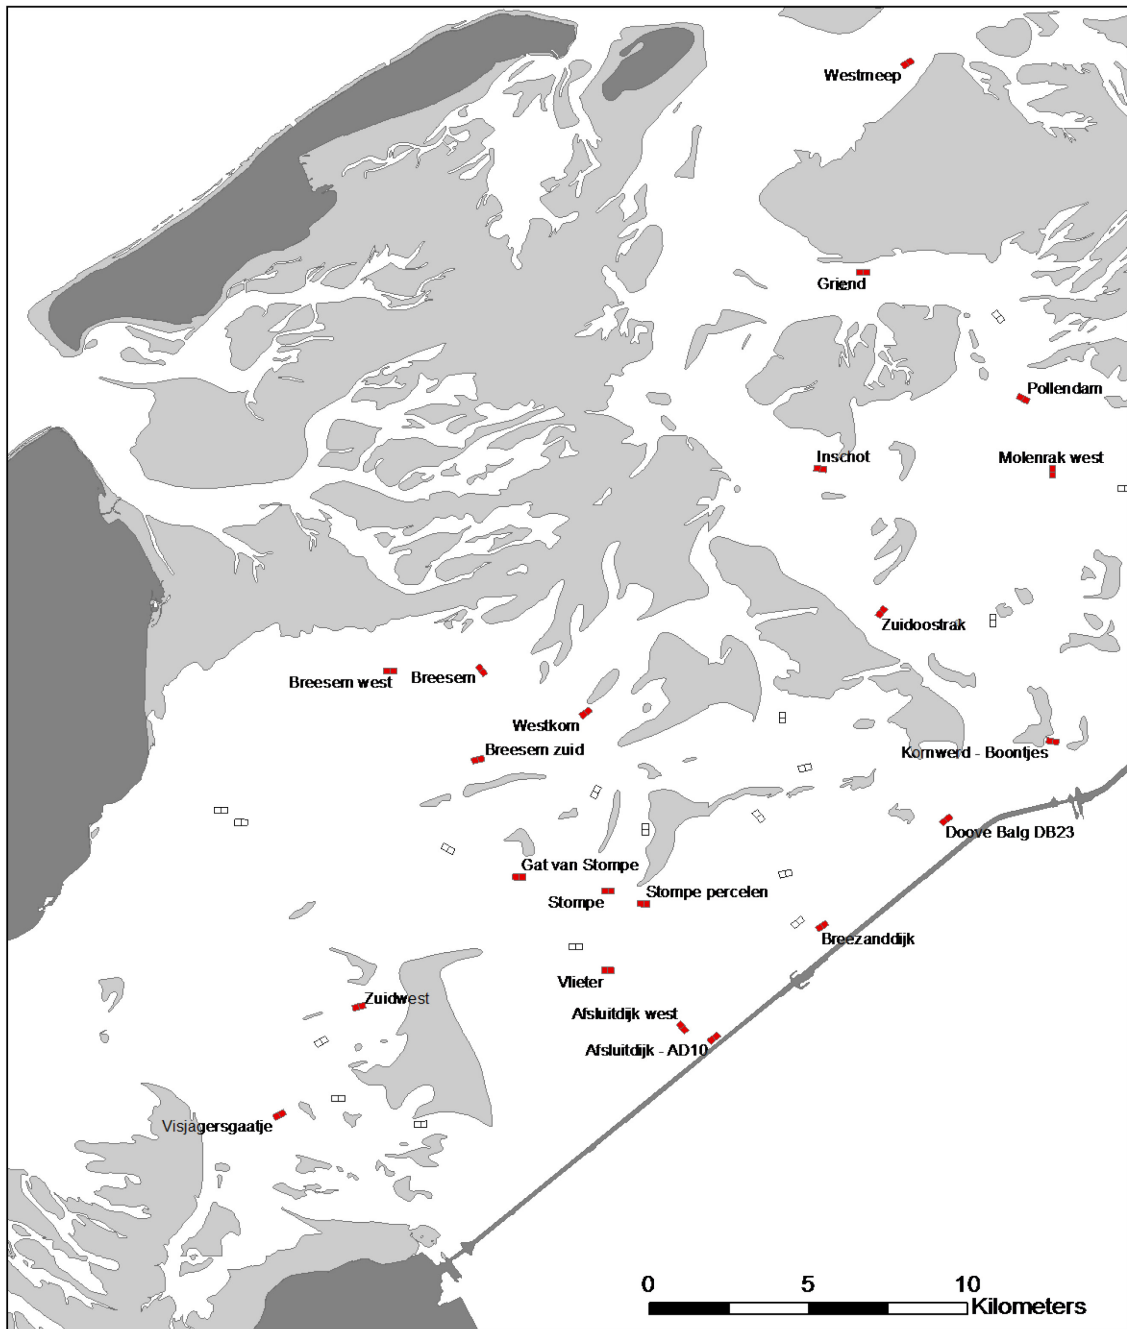 Westmeep
Griend
Pollendam
Inschot
Molenrak west
Zuidoostrak
Breesem west
Breesem
Westkom
Breesem zuid
Kornwerd - Boontjes
Doove Balg DB23
Gat van Stompe
Stompe
Stompe percelen
Breezanddijk
Vlieter
Zuidwest
Afsluitdijk west
Afsluitdijk - AD10
Visjagersgaatje
0 5 10
Kilometers